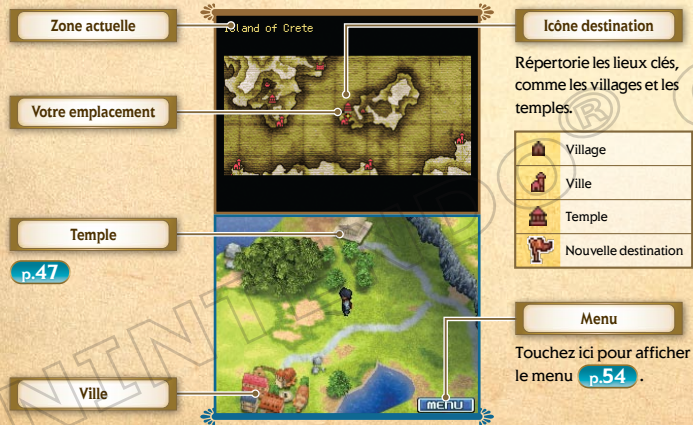 Zone actuelle
Island of Crete
Icône destination
Répertorie les lieux clés,
comme les villages et les
temples.
Votre emplacement
Village
Ville
Temple
Nouvelle destination
Temple
p.47
Menu
Touchez ici pour afficher
le menu p.54 .
Ville
MENU
NINTENDO®